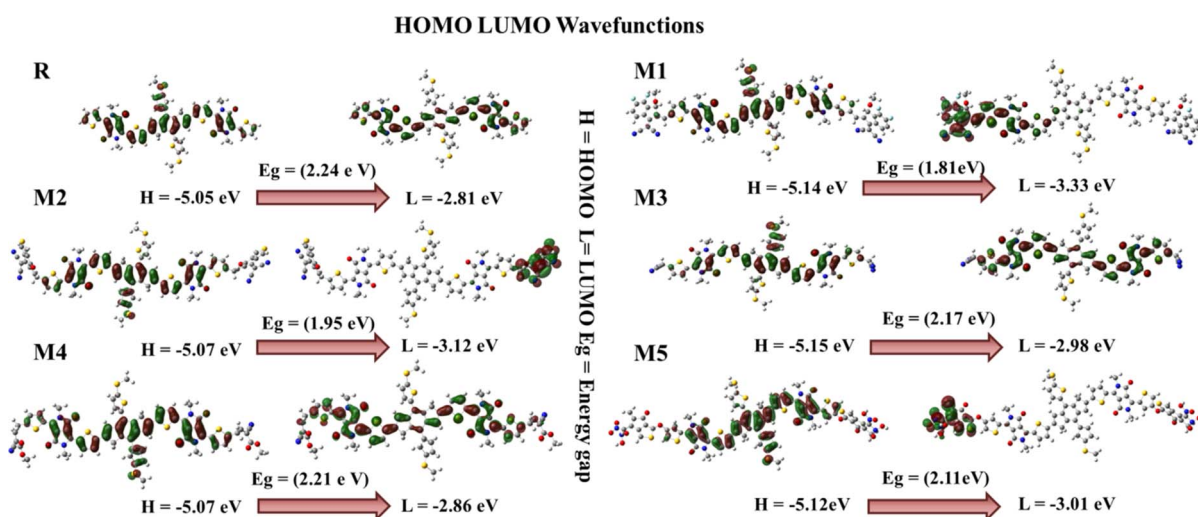 HOMO LUMO Wavefunctions
R
Eg = (2.24 e V)
H = -5.05 eV
L = -2.81 eV
M1
Eg = (1.81eV)
H = -5.14 eV
L = -3.33 eV
M2
Eg = (1.95 eV)
H = -5.07 eV
L = -3.12 eV
M3
Eg = (2.17 eV)
H = -5.15 eV
L = -2.98 eV
M4
Eg = (2.21 e V)
H = -5.07 eV
L = -2.86 eV
M5
Eg = (2.11eV)
H = -5.12eV
L = -3.01 eV
H = HOMO L= LUMO Eg = Energy gap